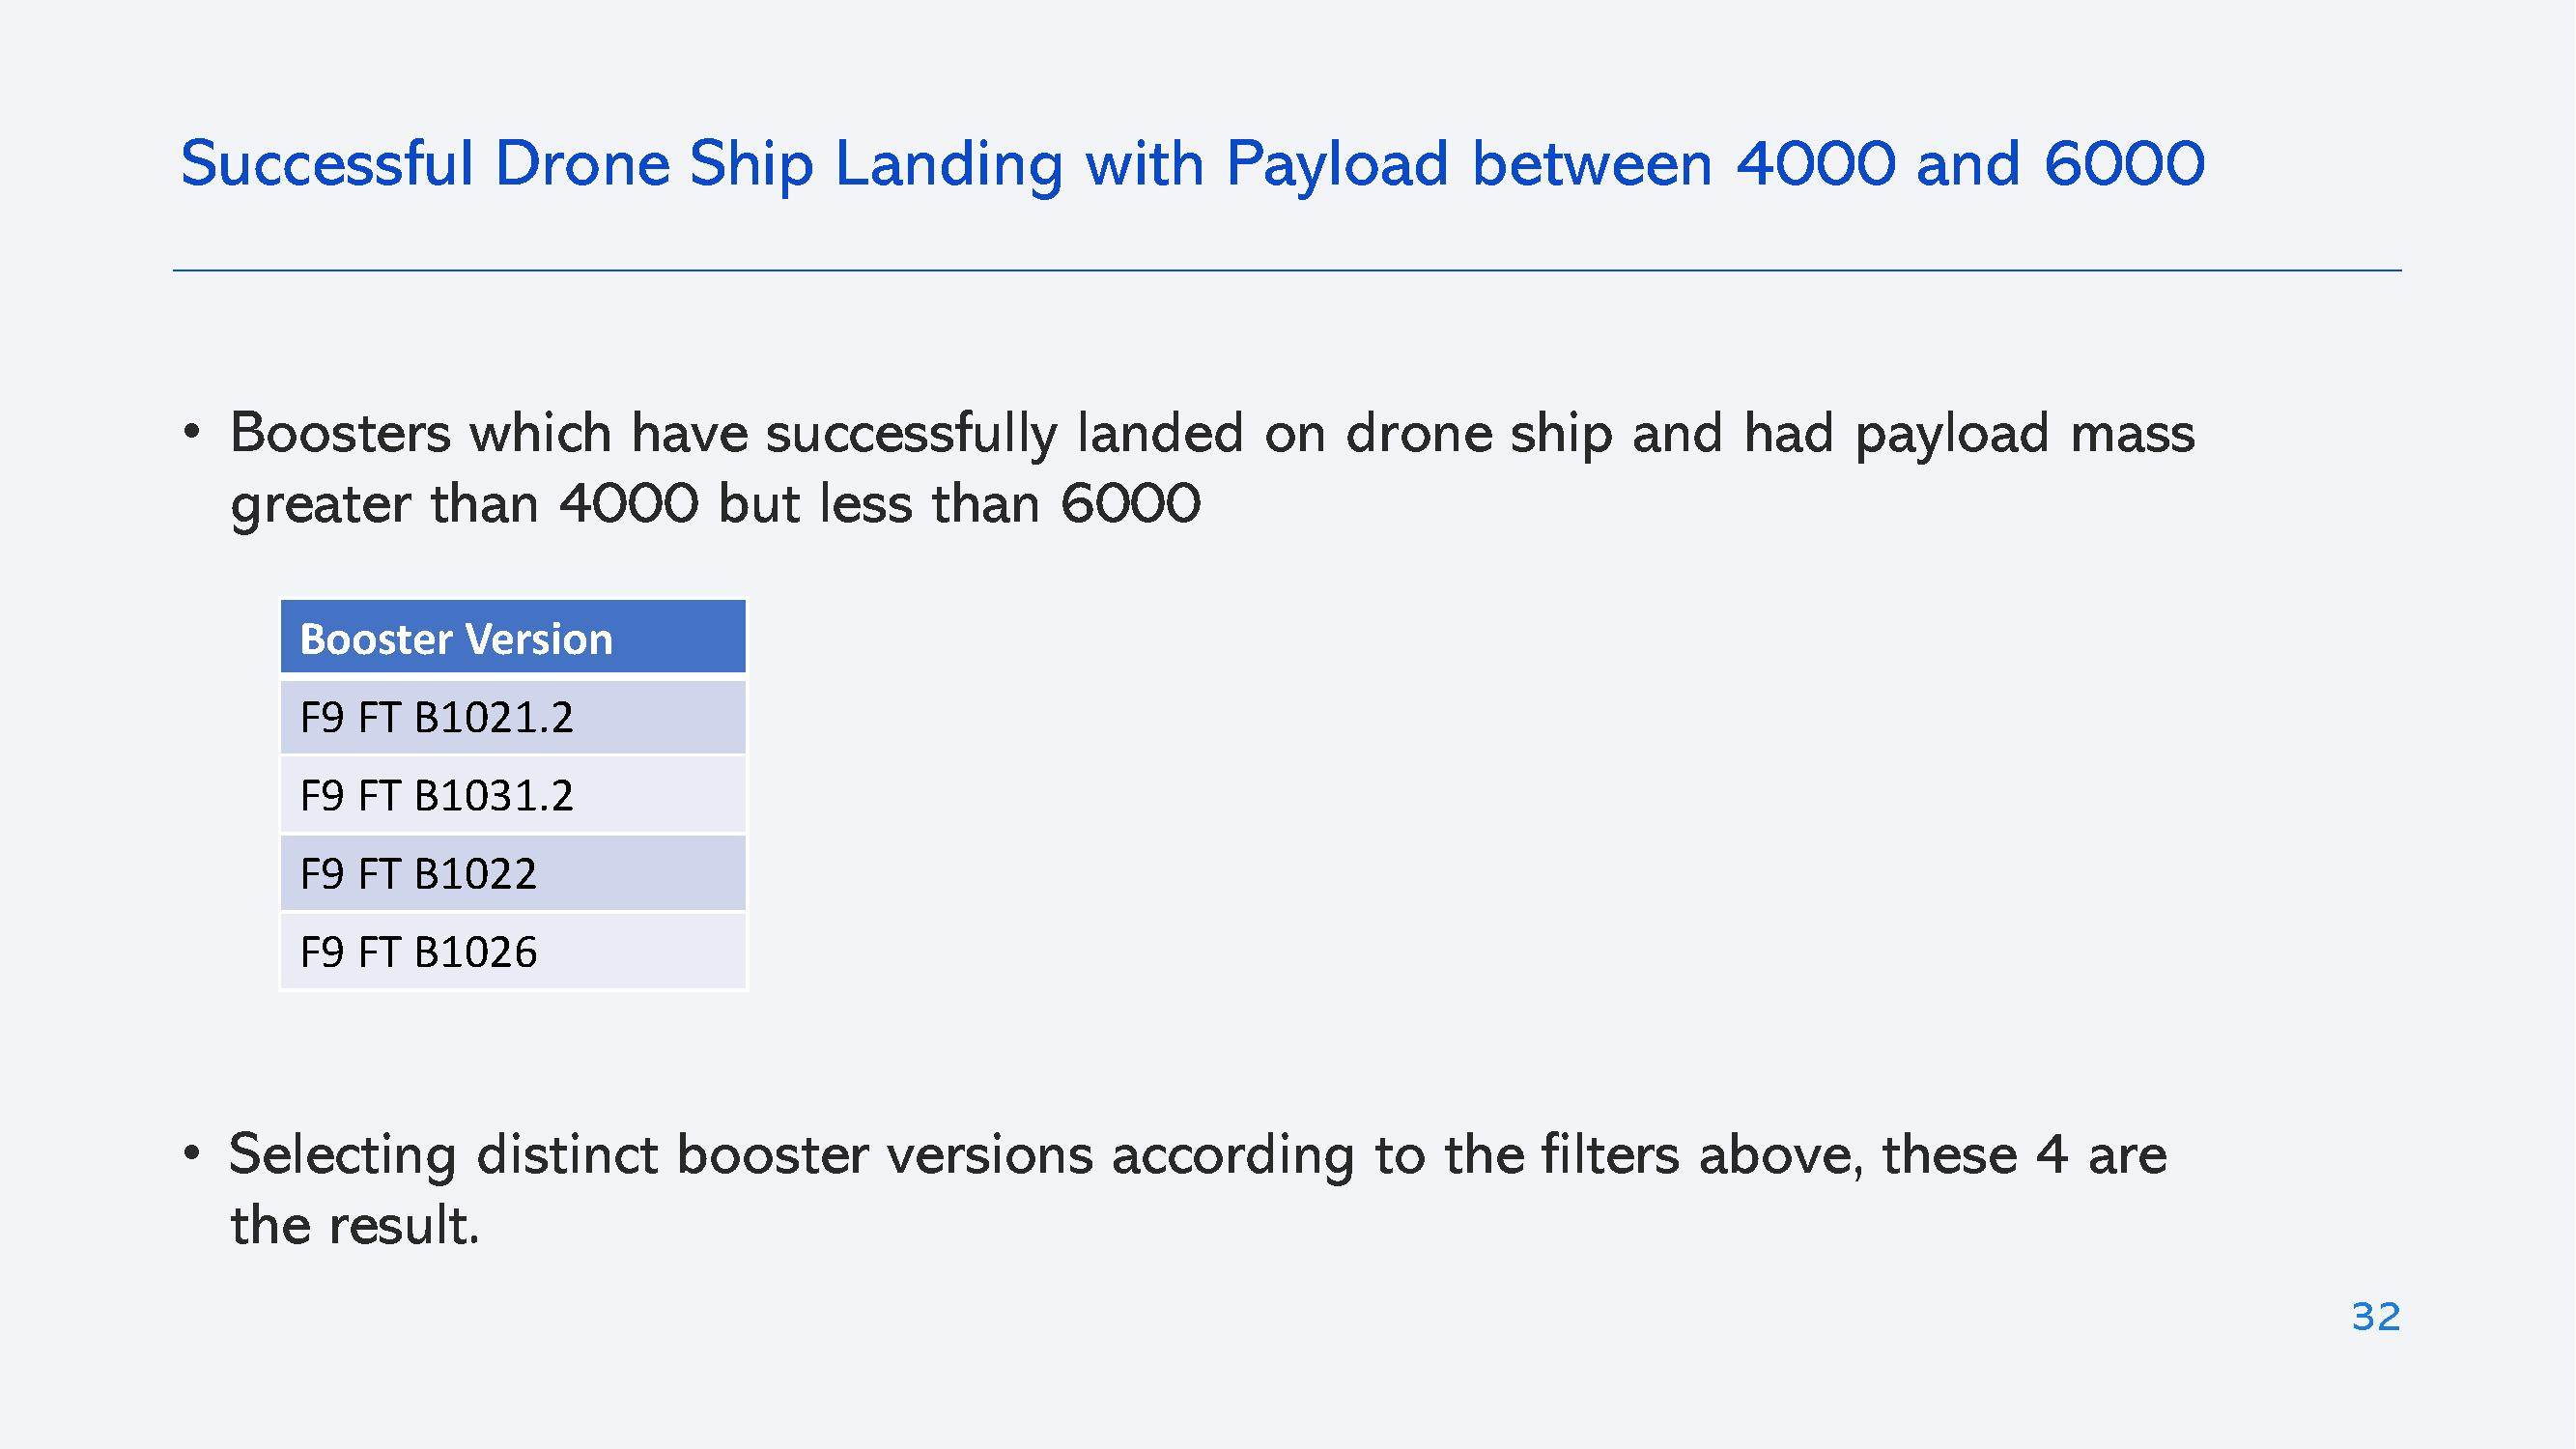 Successful Drone Ship Landing with Payload between 4000 and 6000
• Boosters which have successfully landed on drone ship and had payload mass
greater than 4000 but less than 6000
Booster Version
F9 FT B1021.2
F9 FT B1031.2
F9 FT B1022
F9 FT B1026
• Selecting distinct booster versions according to the filters above, these 4 are
the result.
32